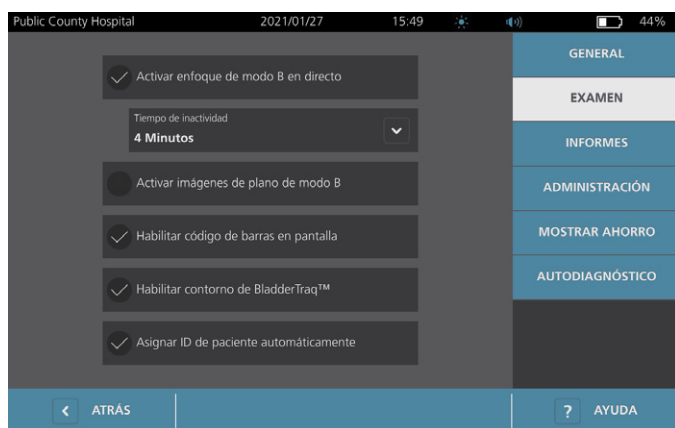 Public County Hospital 2021/01/27 15:49 44%
Activar enfoque de modo B en directo
Tiempo de inactividad
4 Minutos
Activar imágenes de plano de modo B
Habilitar código de barras en pantalla
Habilitar contorno de BladderTraq™
Asignar ID de paciente automáticamente
GENERAL
EXAMEN
INFORMES
ADMINISTRACIÓN
MOSTRAR AHORRO
AUTODIAGNÓSTICO
ATRÁS
? AYUDA